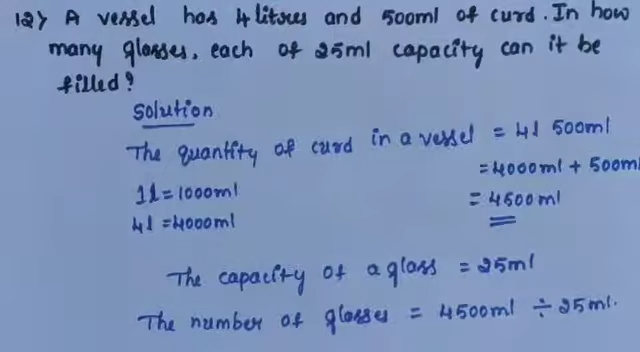 12) A vessel has 4 litres and 500ml of curd. In how
many glasses, each of 25ml capacity can it be
filled?
Solution
The quantity of curd in a vessel = 4l 500ml
= 4000ml + 500ml
1l = 1000ml
= 4500ml
4l = 4000ml
The capacity of a glass = 25ml
The number of glasses = 4500ml ÷ 25ml.